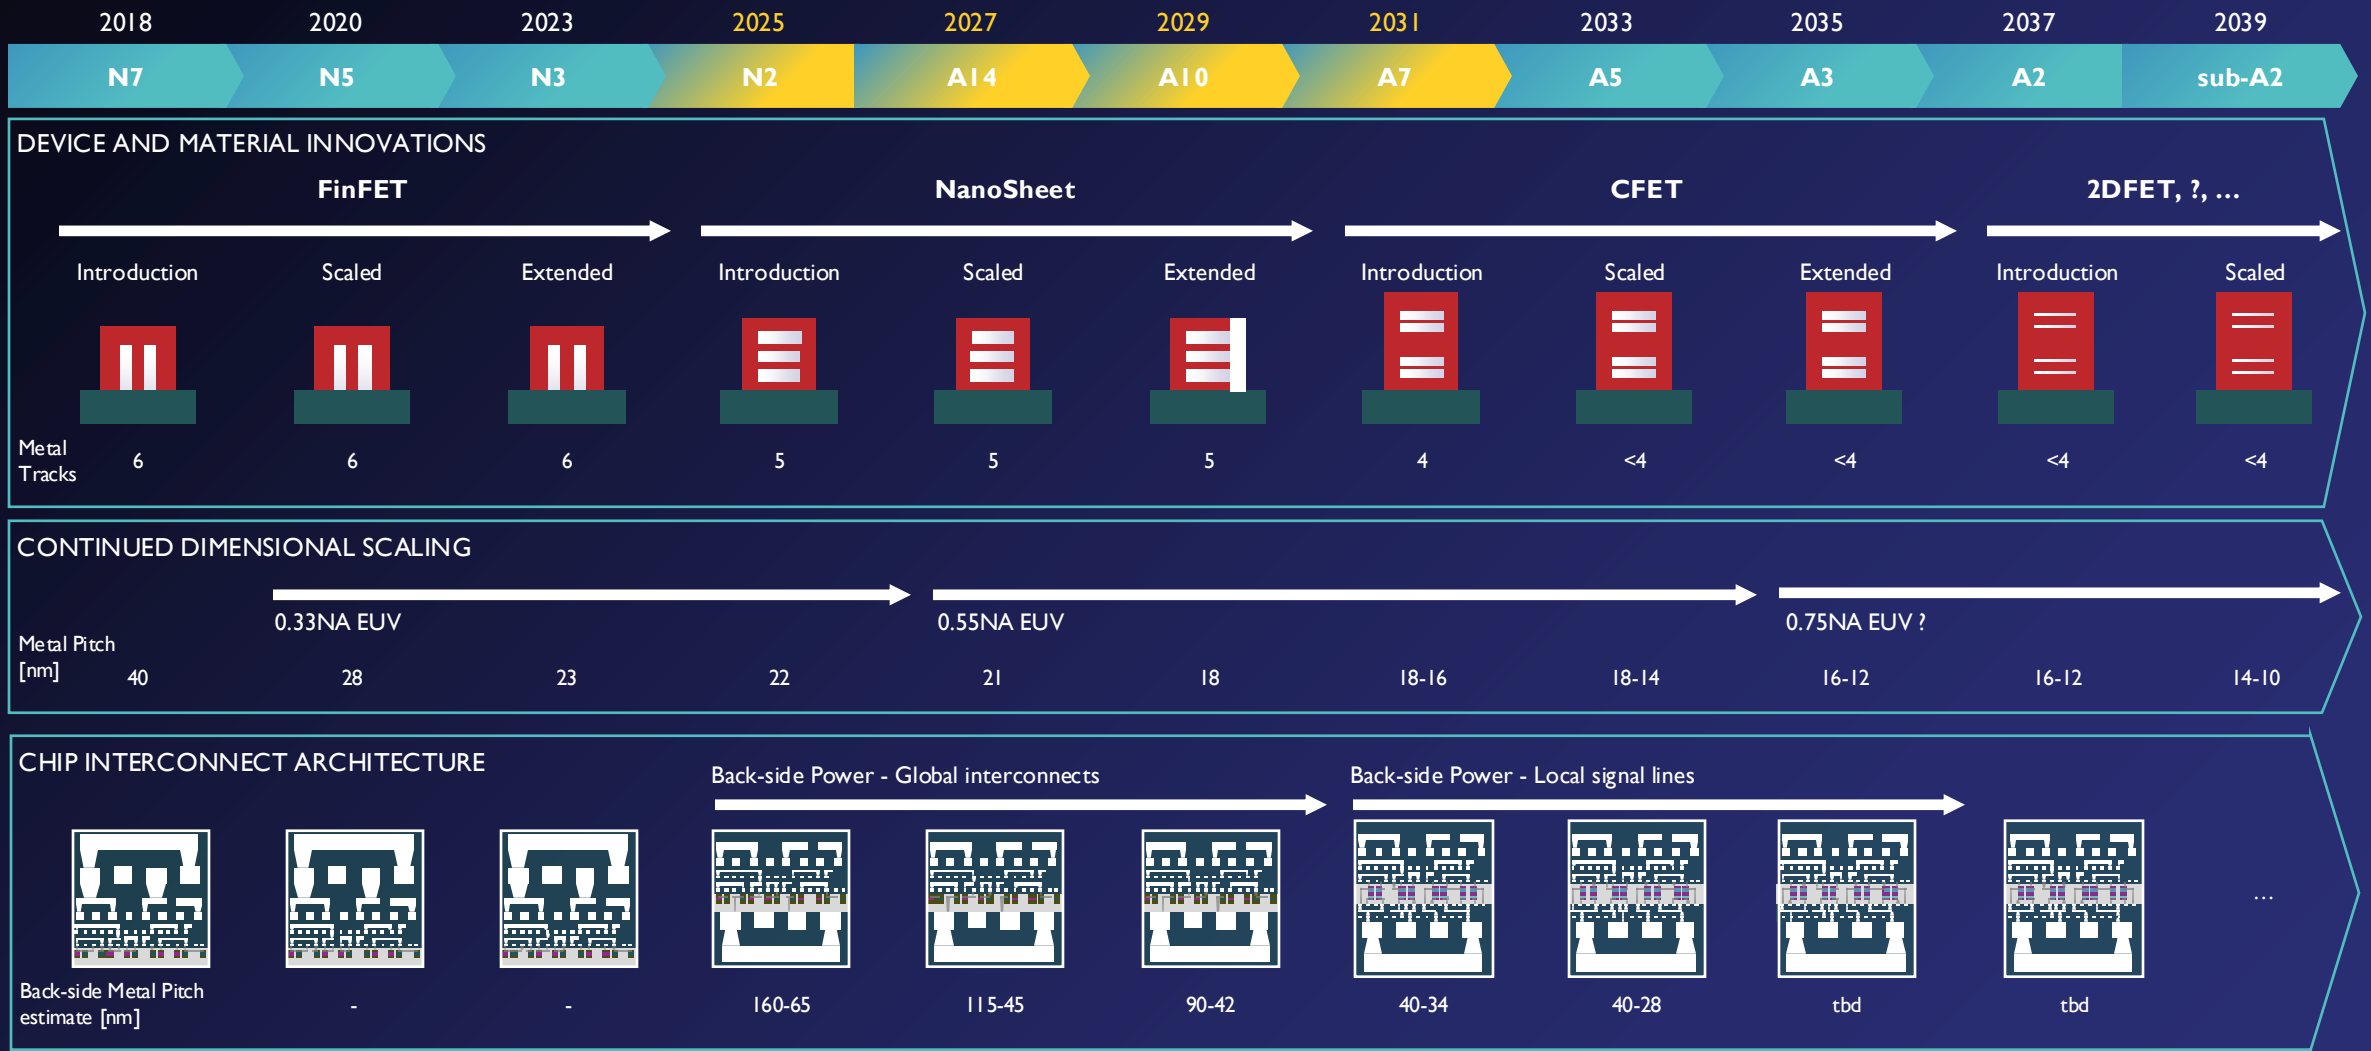 2018 2020 2023 2025 2027 2029 2031 2033 2035 2037 2039
N7 N5 N3 N2 A14 A10 A7 A5 A3 A2 sub-A2
DEVICE AND MATERIAL INNOVATIONS
FinFET NanoSheet CFET 2DFET, ?, ...
Introduction Scaled Extended Introduction Scaled Extended Introduction Scaled Extended Introduction Scaled
Metal
Tracks
6 6 6 5 5 5 4 <4 <4 <4 <4
CONTINUED DIMENSIONAL SCALING
0.33NA EUV 0.55NA EUV 0.75NA EUV ?
Metal Pitch
[nm]
40 28 23 22 21 18 18-16 18-14 16-12 16-12 14-10
CHIP INTERCONNECT ARCHITECTURE
Back-side Power - Global interconnects Back-side Power - Local signal lines
...
Back-side Metal Pitch
estimate [nm]
- - 160-65 115-45 90-42 40-34 40-28 tbd tbd